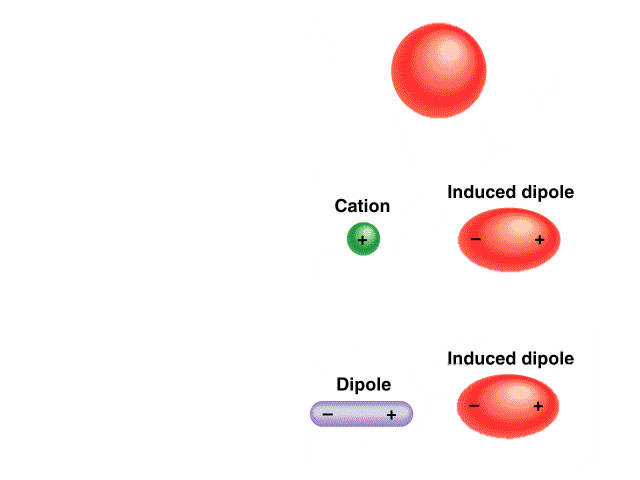 Induced dipole
Cation
+
− +
Induced dipole
Dipole
− +
− +